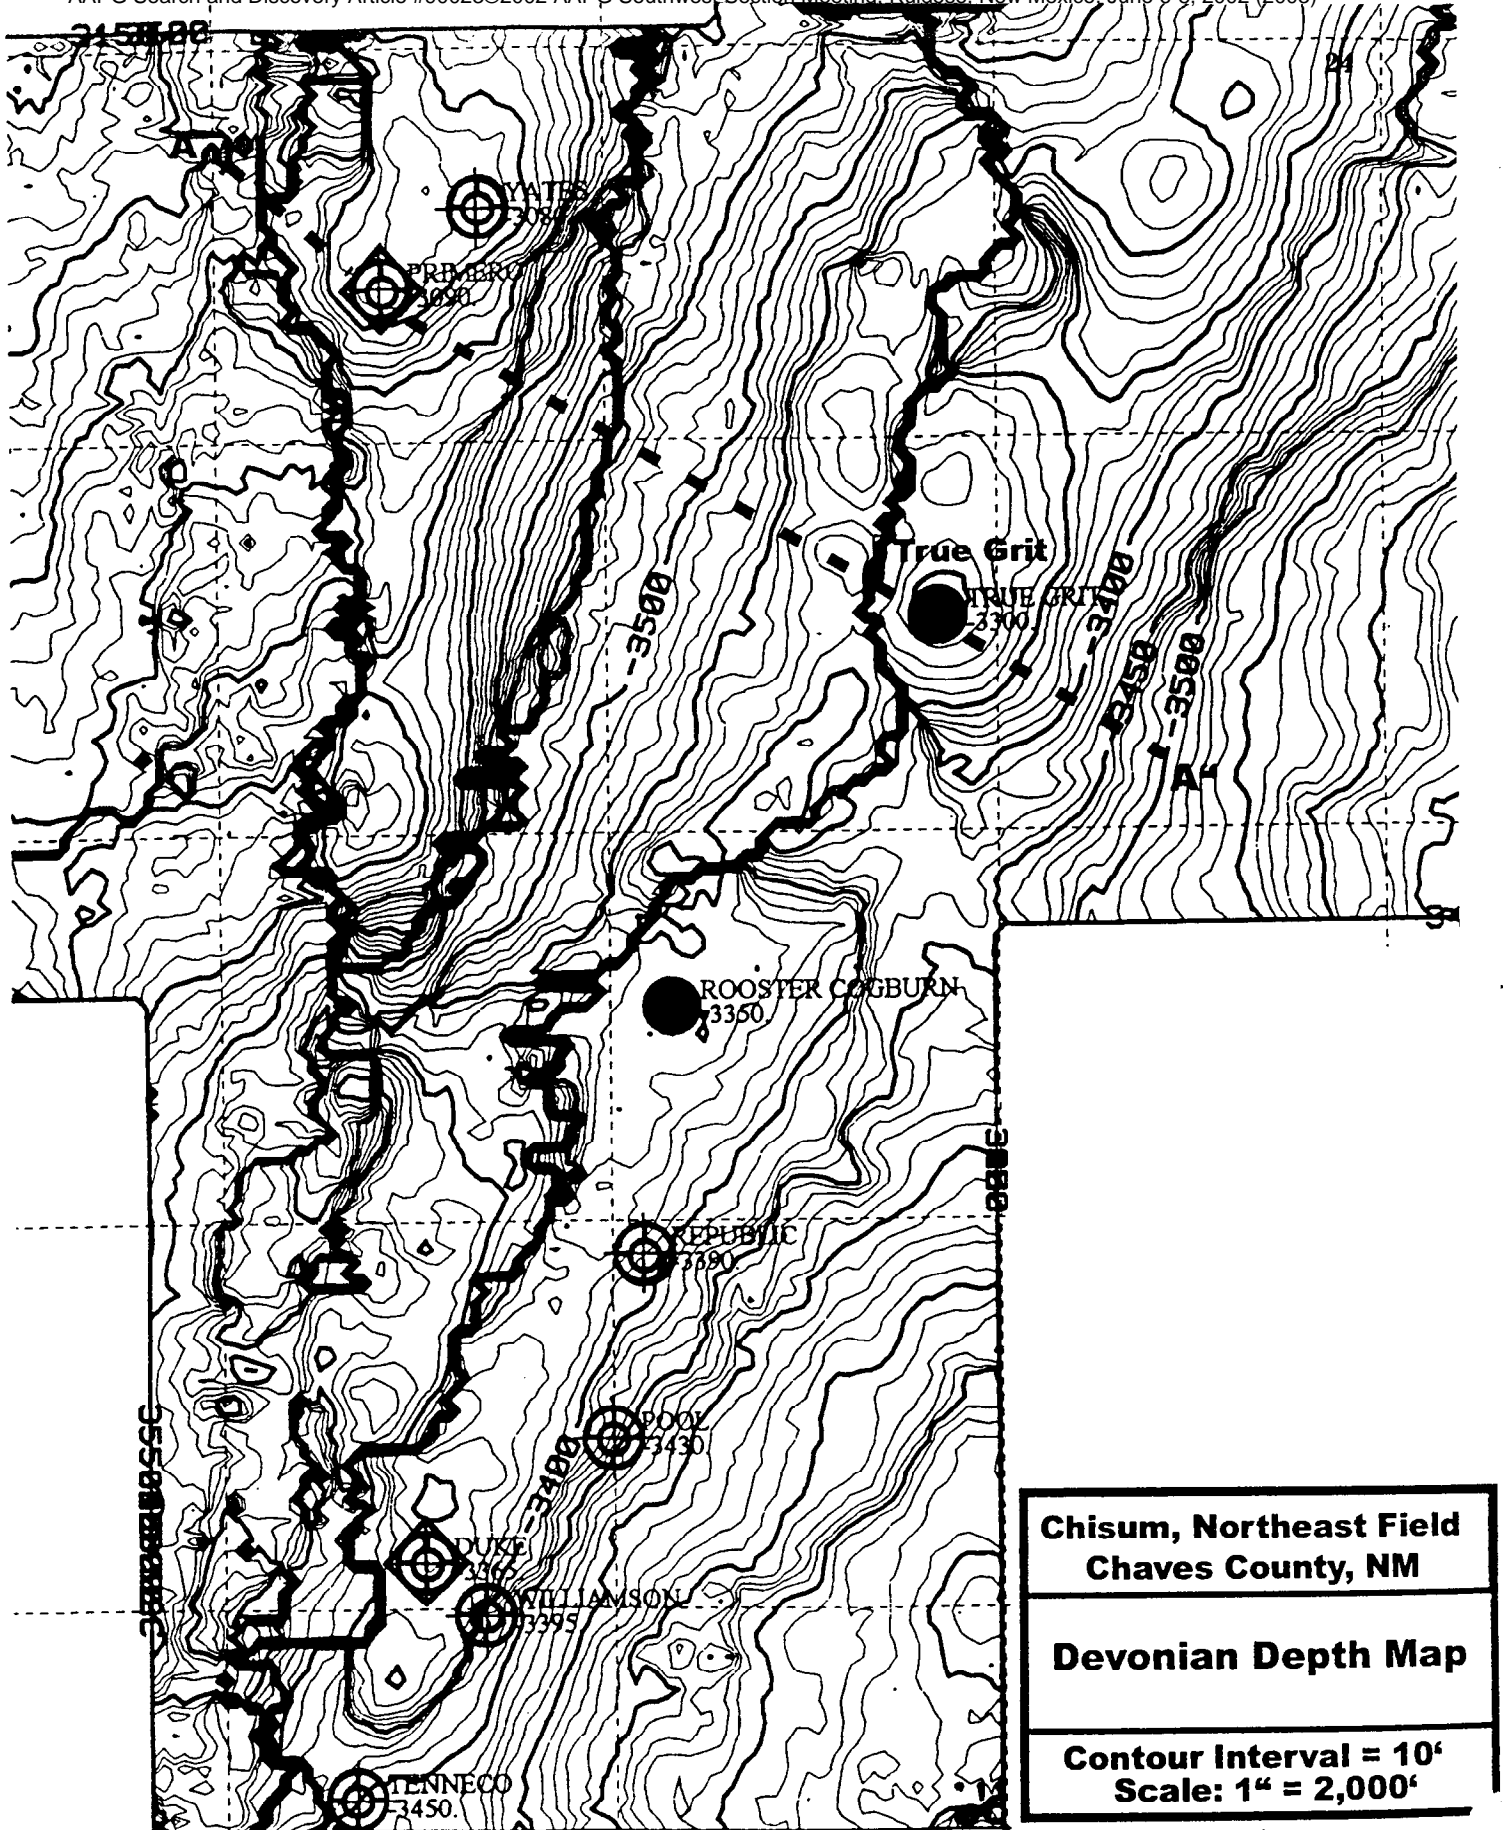 24
YATES
PRIMERO
-3090.
True Grit
TRUE GRIT
-3300.
-3500
-3400
-3450
-3500
A"
ROOSTER COGBURN
-3350.
REPUBLIC
-3390.
POOL
-3430.
-3400
DUKE
-3365
WILLIAMSON
-3395
TENNECO
-3450.
Chisum, Northeast Field
Chaves County, NM
Devonian Depth Map
Contour Interval = 10‘
Scale: 1“ = 2,000‘